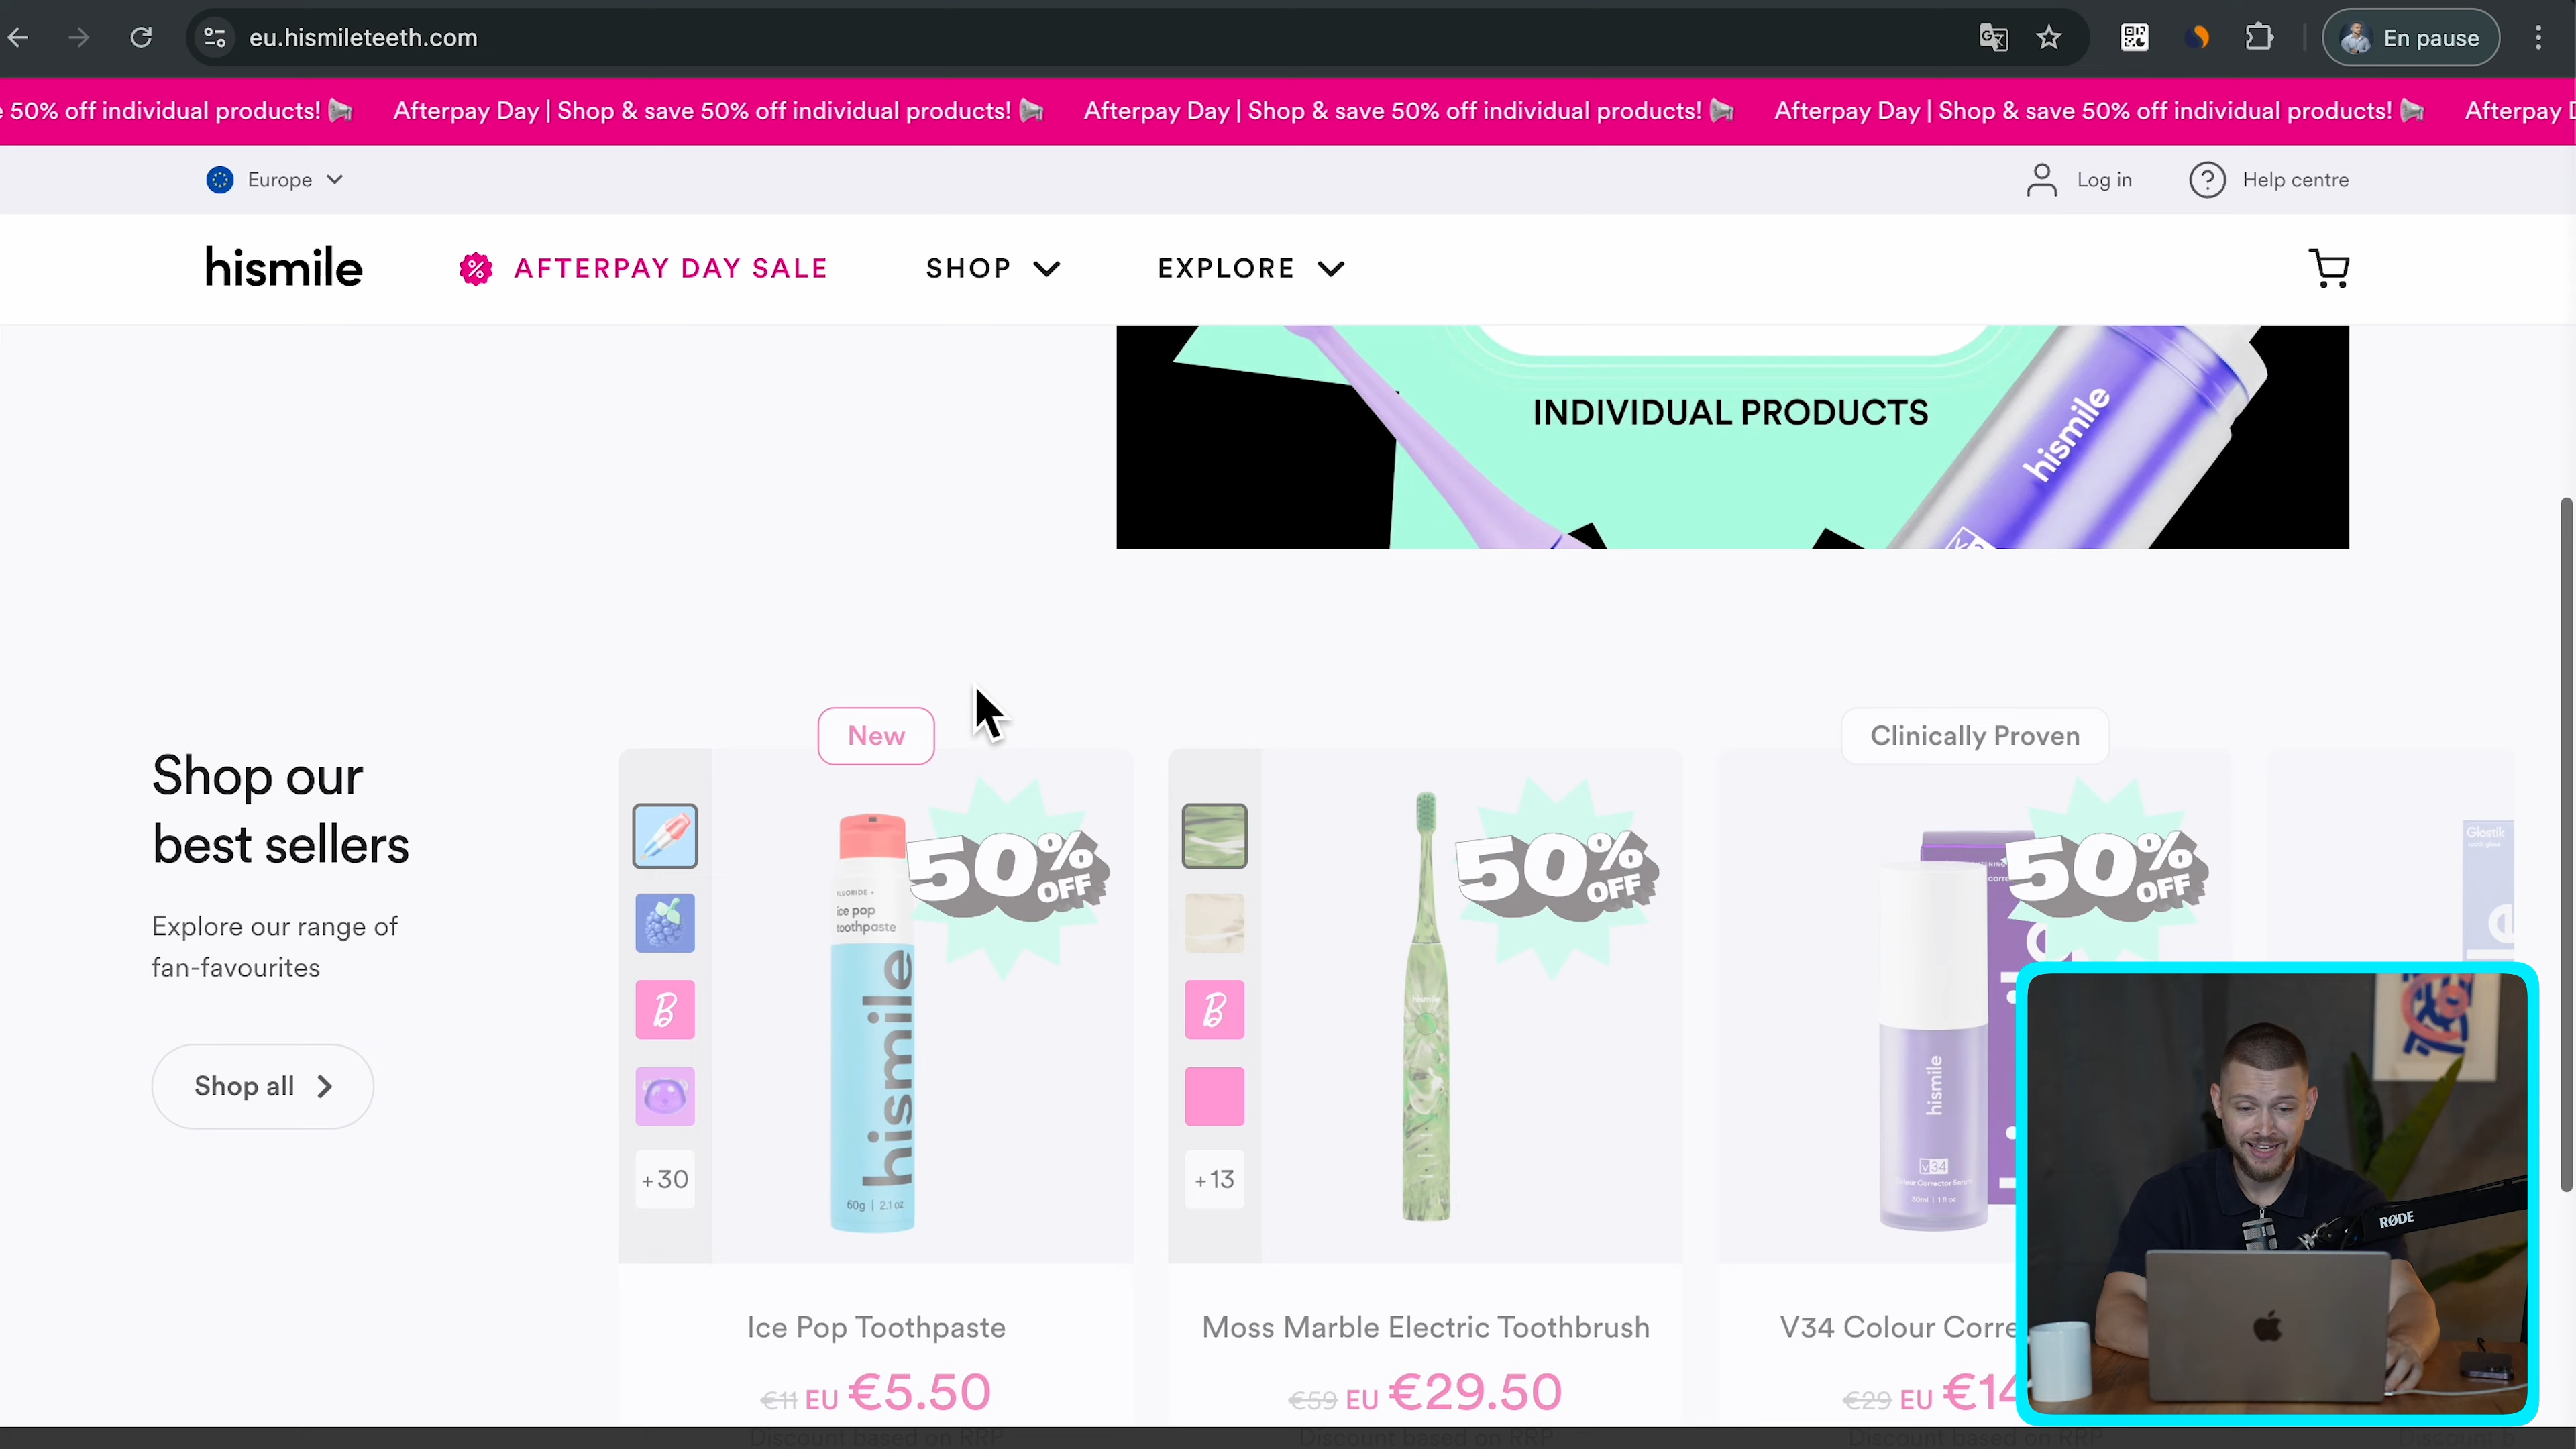 eu.hismileteeth.com
En pause
50% off individual products! Afterpay Day | Shop & save 50% off individual products! Afterpay Day | Shop & save 50% off individual products! Afterpay Day | Shop & save 50% off individual products! Afterpay
Europe
Log in
Help centre
hismile
AFTERPAY DAY SALE
SHOP
EXPLORE
INDIVIDUAL PRODUCTS
hismile
New
Clinically Proven
Shop our
best sellers
Explore our range of
fan-favourites
Shop all
B
+30
FLUORIDE +
ice pop
toothpaste
hismile
60g | 2.1 oz
50% OFF
Ice Pop Toothpaste
€11 EU €5.50
Discount based on RRP
B
+13
hismile
50% OFF
Moss Marble Electric Toothbrush
€59 EU €29.50
Discount based on RRP
50% OFF
hismile
V34
Colour Corrector Serum
30ml | 1 fl oz
V34 Colour Corre
€29 EU €14
Discount based on RRP
Glostik
RØDE